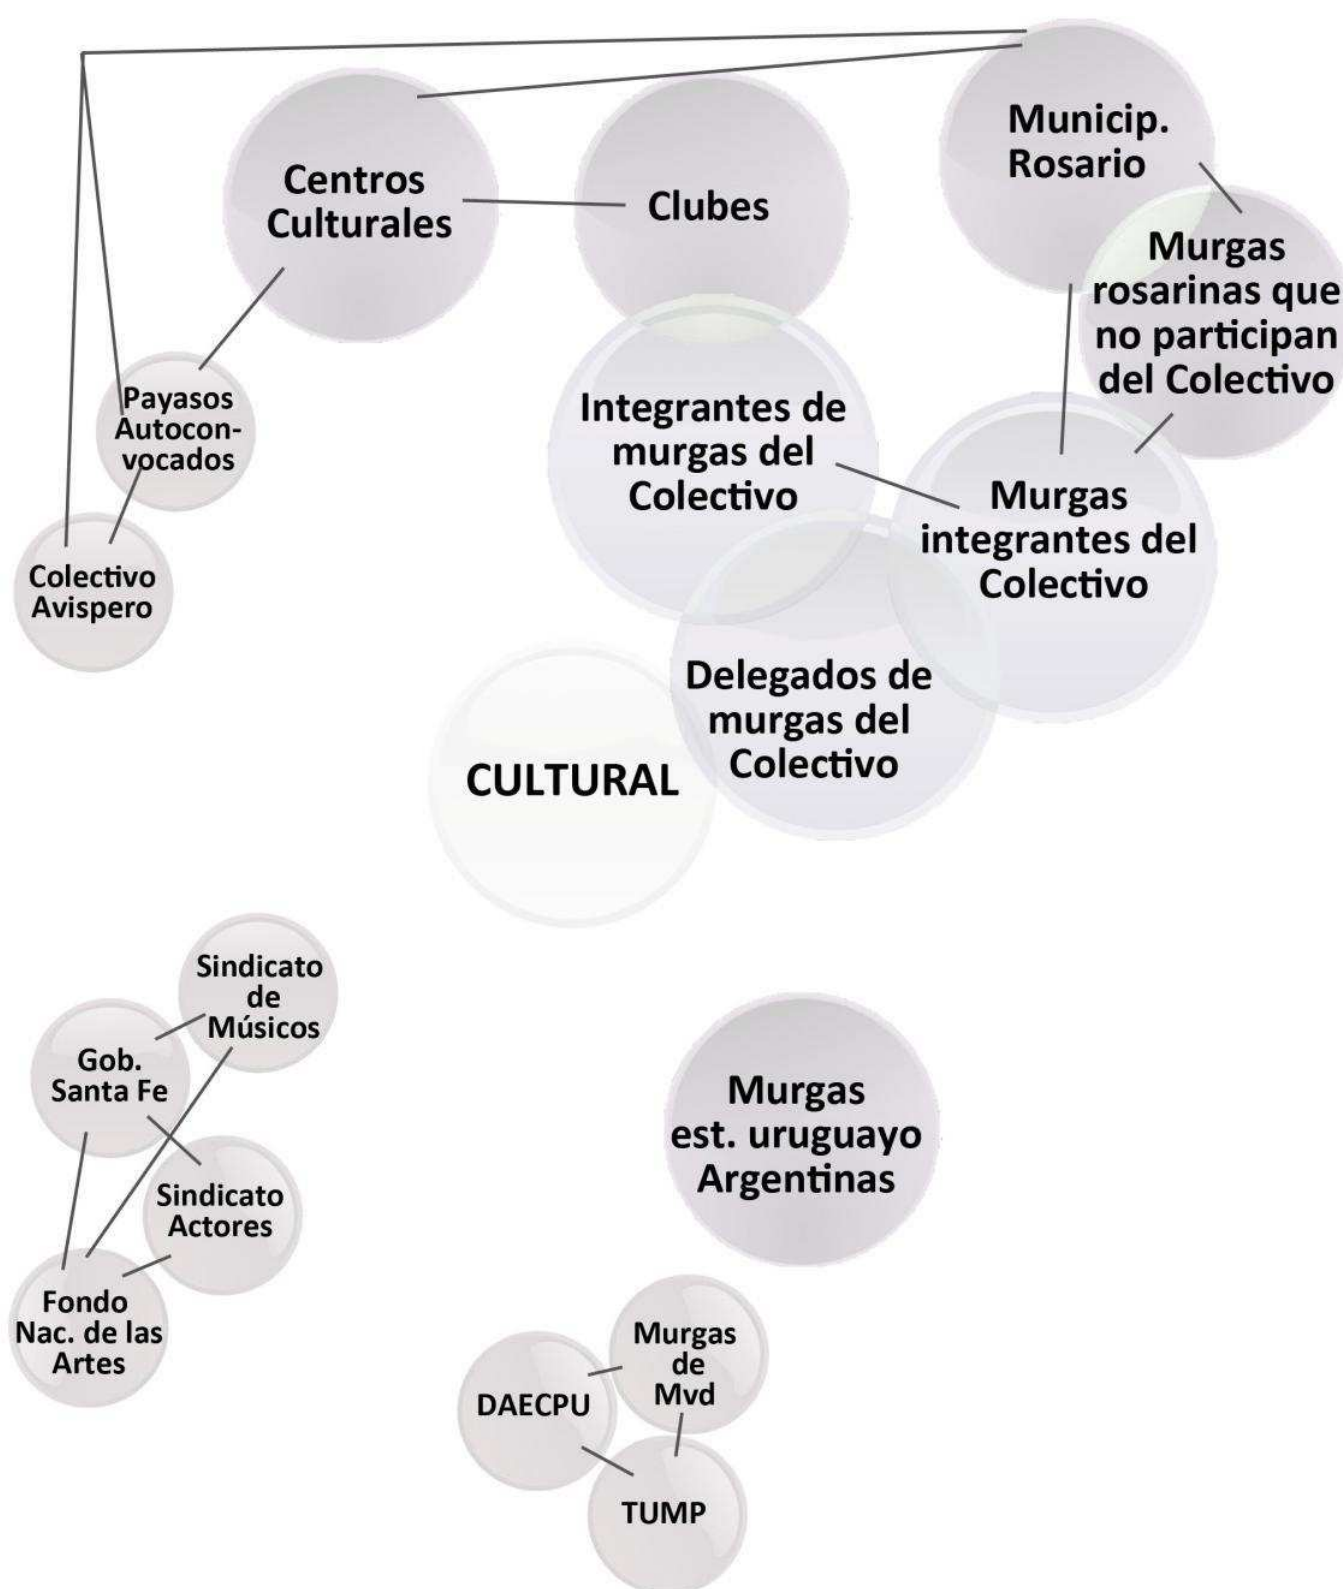 Municip.
Rosario
Centros
Culturales
Clubes
Murgas
rosarinas que
no participan
del Colectivo
Payasos
Autocon-
vocados
Integrantes de
murgas del
Colectivo
Murgas
integrantes del
Colectivo
Colectivo
Avispero
Delegados de
murgas del
Colectivo
CULTURAL
Sindicato
de
Músicos
Gob.
Santa Fe
Murgas
est. uruguayo
Argentinas
Sindicato
Actores
Fondo
Nac. de las
Artes
Murgas
de
Mvd
DAECPU
TUMP